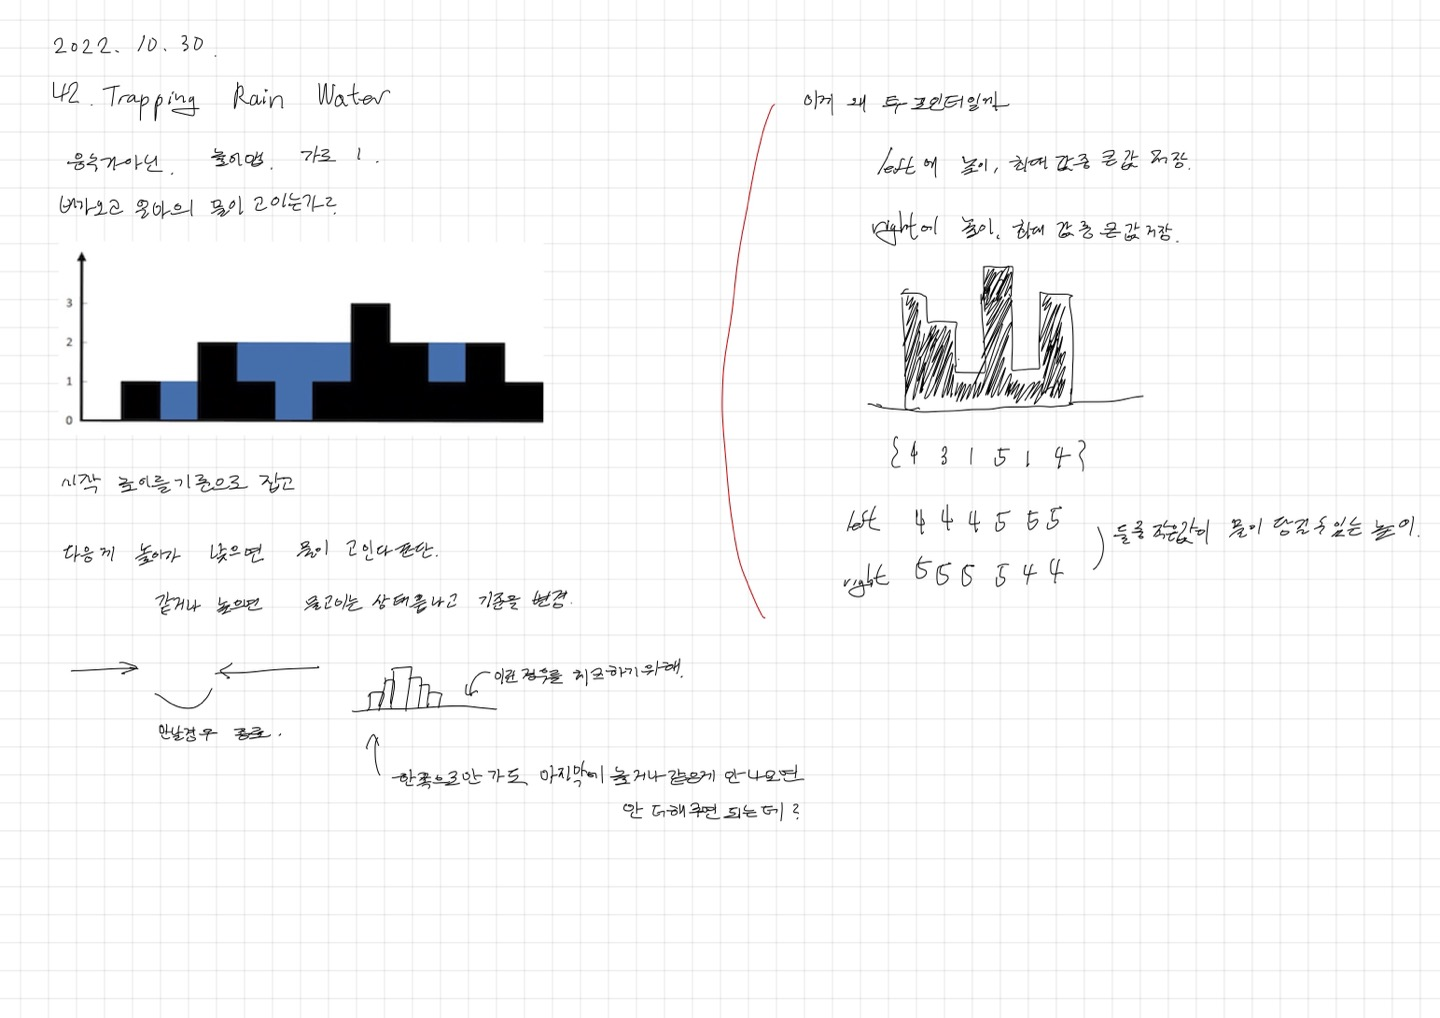 2022. 10. 30.
42. Trapping Rain Water
음수가 아닌. 높이맵. 가로 1.
비가오고 얼마의 물이 고이는가?
3
2
1
0
시작 높이를 기준으로 잡고
다음게 높이가 낮으면 물이 고인다 판단.
같거나 높으면 물고이는 상태 끝나고 기준을 변경.
만날경우 종료.
이런 경우를 체크하기위해.
한쪽으로만 가도, 마지막에 높거나 같은게 안나오면
안 더해주면 되는데?
이게 왜 투 포인터일까
left에 높이, 최대 값중 큰값 저장.
right에 높이, 최대 값 중 큰값 저장.
{4 3 1 5 1 4}
left 4 4 4 5 5 5
right 5 5 5 5 4 4
둘중 작은값이 물이 담길 수 있는 높이.